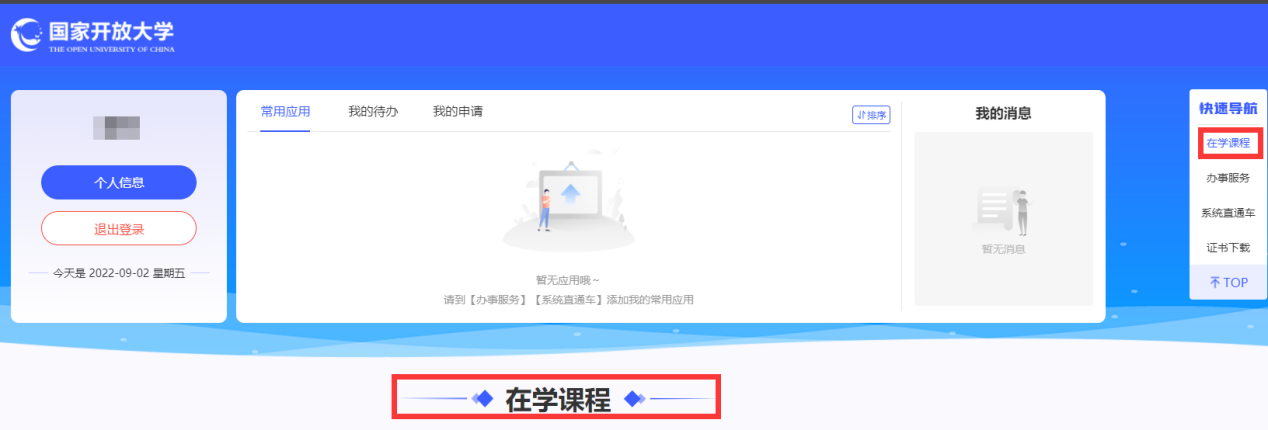 国家开放大学
THE OPEN UNIVERSITY OF CHINA
个人信息
退出登录
今天是 2022-09-02 星期五
常用应用 我的待办 我的申请
排序
暂无应用哦~
请到【办事服务】【系统直通车】添加我的常用应用
我的消息
暂无消息
快速导航
在学课程
办事服务
系统直通车
证书下载
TOP
在学课程